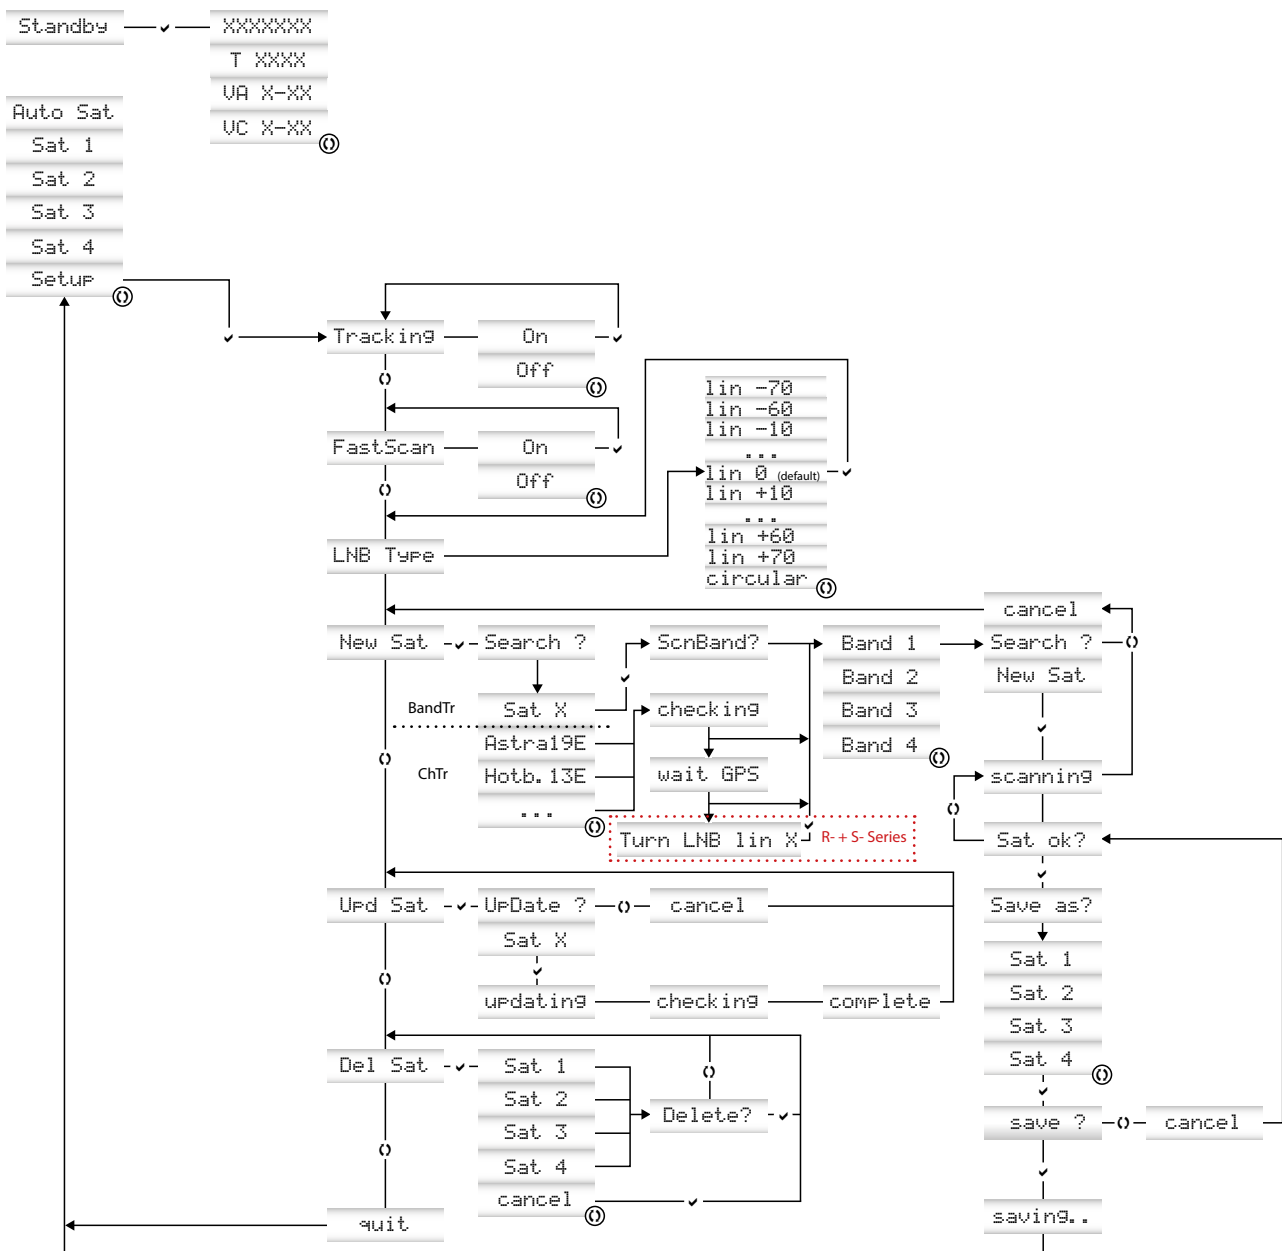 Standby
XXXXXXX
T XXXX
VA X-XX
VC X-XX
Auto Sat
Sat 1
Sat 2
Sat 3
Sat 4
Setup
Tracking
On
Off
FastScan
On
Off
LNB Type
lin -70
lin -60
lin -10
...
lin 0 (default)
lin +10
...
lin +60
lin +70
circular
New Sat
Search ?
BandTr
Sat X
ChTr
Astra19E
Hotb.13E
...
ScnBand?
checking
wait GPS
Turn LNB lin X
R- + S- Series
Band 1
Band 2
Band 3
Band 4
cancel
Search ?
New Sat
scanning
Sat ok?
Save as?
Sat 1
Sat 2
Sat 3
Sat 4
save ?
cancel
saving..
Upd Sat
UpDate ?
cancel
Sat X
updating
checking
complete
Del Sat
Sat 1
Sat 2
Sat 3
Sat 4
cancel
Delete?
quit